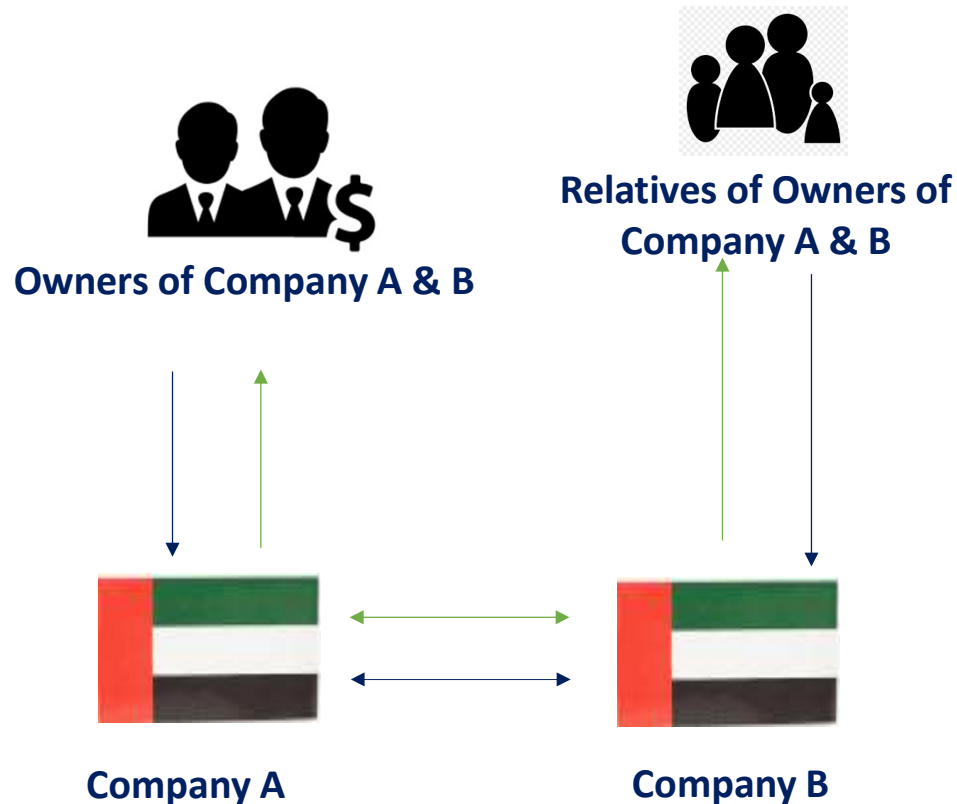 Relatives of Owners of
Company A & B
Owners of Company A & B
Company A
Company B